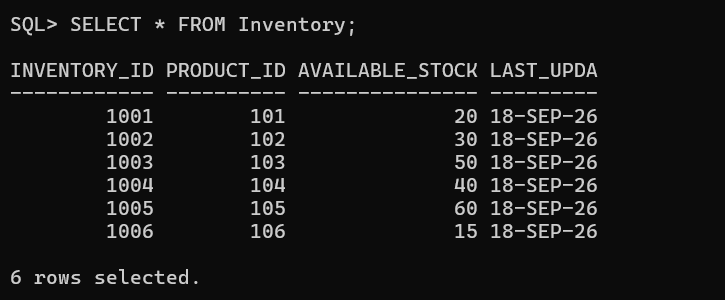 SQL> SELECT * FROM Inventory;
INVENTORY_ID PRODUCT_ID AVAILABLE_STOCK LAST_UPDA
------------ ---------- --------------- ---------
        1001        101              20 18-SEP-26
        1002        102              30 18-SEP-26
        1003        103              50 18-SEP-26
        1004        104              40 18-SEP-26
        1005        105              60 18-SEP-26
        1006        106              15 18-SEP-26
6 rows selected.